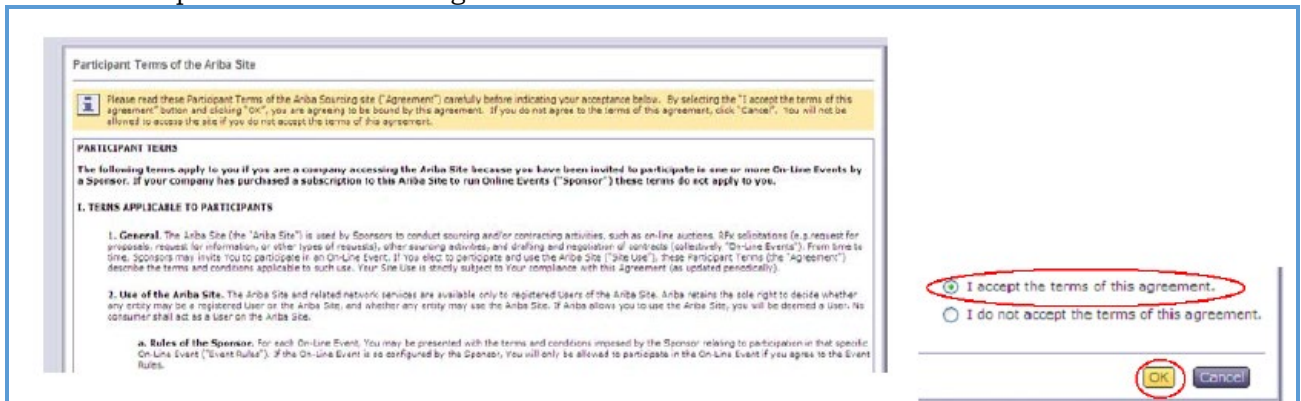 Participant Terms of the Ariba Site
Please read these Participant Terms of the Ariba Sourcing site ("Agreement") carefully before indicating your acceptance below. By selecting the "I accept the terms of this
agreement" button and clicking "OK", you are agreeing to be bound by this agreement. If you do not agree to the terms of this agreement, click "Cancel". You will not be
allowed to access the site if you do not accept the terms of this agreement.
PARTICIPANT TERMS
The following terms apply to you if you are a company accessing the Ariba Site because you have been invited to participate in one or more On-Line Events by
a Sponsor. If your company has purchased a subscription to this Ariba Site to run Online Events ("Sponsor") these terms do not apply to you.
I. TERMS APPLICABLE TO PARTICIPANTS
1. General. The Ariba Site (the "Ariba Site") is used by Sponsors to conduct sourcing and/or contracting activities, such as on-line auctions, RFx solicitations (e.g.request for
proposals, request for information, or other types of requests), other sourcing activities, and drafting and negotiation of contracts (collectively "On-Line Events"). From time to
time, Sponsors may invite You to participate in an On-Line Event. If You elect to participate and use the Ariba Site ("Site Use"), these Participant Terms (the "Agreement")
describe the terms and conditions applicable to such use. Your Site Use is strictly subject to Your compliance with this Agreement (as updated periodically).
2. Use of the Ariba Site. The Ariba Site and related network services are available only to registered Users of the Ariba Site. Ariba retains the sole right to decide whether
any entity may be a registered User on the Ariba Site, and whether any entity may use the Ariba Site. If Ariba allows you to use the Ariba Site, you will be deemed a User. No
consumer shall act as a User on the Ariba Site.
a. Rules of the Sponsor. For each On-Line Event, You may be presented with the terms and conditions imposed by the Sponsor relating to participation in that specific
On-Line Event ("Event Rules"). If the On-Line Event is so configured by the Sponsor, You will only be allowed to participate in the On-Line Event if you agree to the Event
Rules.
I accept the terms of this agreement.
I do not accept the terms of this agreement.
OK Cancel